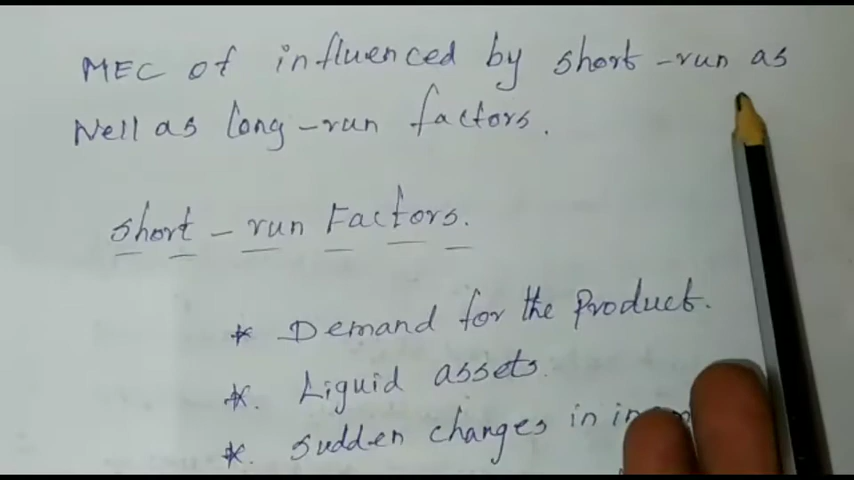 MEC of influenced by short-run as
Well as long-run factors.
short-run Factors.
* Demand for the Product.
* Liquid assets.
* Sudden changes in